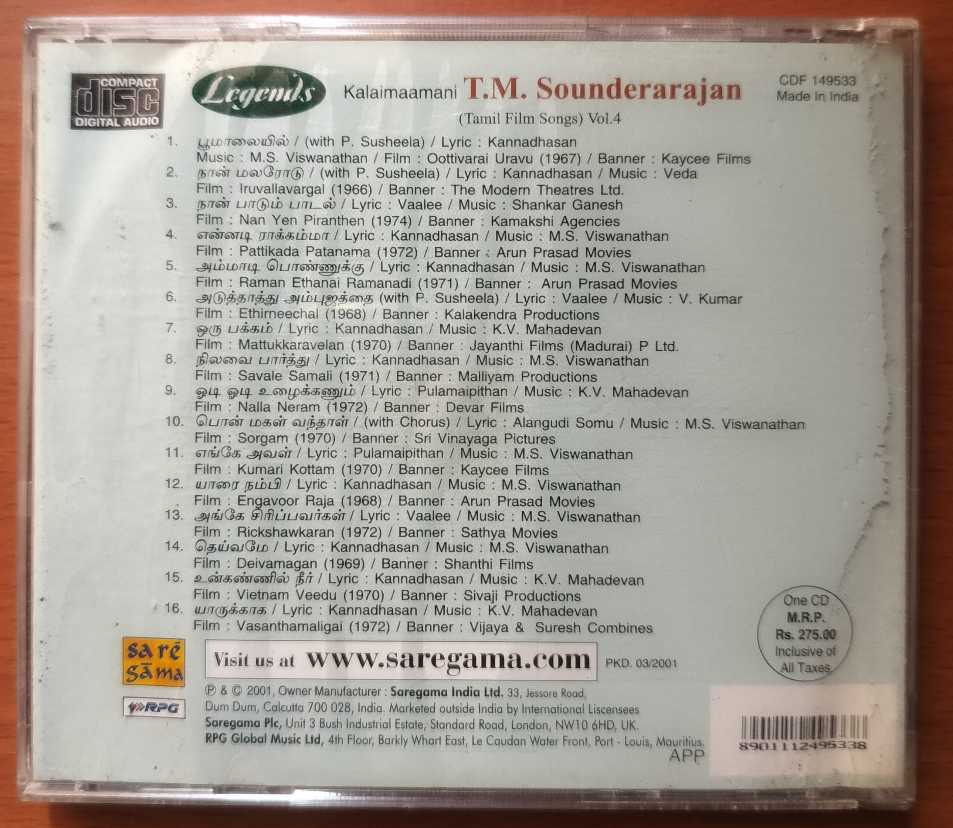 COMPACT
disc
DIGITAL AUDIO
Legends
Kalaimaamani T.M. Sounderarajan
(Tamil Film Songs) Vol.4
CDF 149533
Made In India
1. பூமாலையில் / (with P. Susheela) / Lyric : Kannadhasan
Music : M.S. Viswanathan / Film : Oottivarai Uravu (1967) / Banner : Kaycee Films
2. நான் மலரோடு / (with P. Susheela) / Lyric : Kannadhasan / Music : Veda
Film : Iruvallavargal (1966) / Banner : The Modern Theatres Ltd.
3. நான் பாடும் பாடல் / Lyric : Vaalee / Music : Shankar Ganesh
Film : Nan Yen Piranthen (1974) / Banner : Kamakshi Agencies
4. என்னடி ராக்கம்மா / Lyric : Kannadhasan / Music : M.S. Viswanathan
Film : Pattikada Patanama (1972) / Banner : Arun Prasad Movies
5. அம்மாடி பொண்ணுக்கு / Lyric : Kannadhasan / Music : M.S. Viswanathan
Film : Raman Ethanai Ramanadi (1971) / Banner : Arun Prasad Movies
6. அடுத்தாத்து அம்புஜத்தை (with P. Susheela) / Lyric : Vaalee / Music : V. Kumar
Film : Ethirneechal (1968) / Banner : Kalakendra Productions
7. ஒரு பக்கம் / Lyric : Kannadhasan / Music : K.V. Mahadevan
Film : Mattukkaravelan (1970) / Banner : Jayanthi Films (Madurai) P Ltd.
8. நிலவை பார்த்து / Lyric : Kannadhasan / Music : M.S. Viswanathan
Film : Savale Samali (1971) / Banner : Malliyam Productions
9. ஓடி ஓடி உழைக்கணும் / Lyric : Pulamaipithan / Music : K.V. Mahadevan
Film : Nalla Neram (1972) / Banner : Devar Films
10. பொன் மகள் வந்தாள் / (with Chorus) / Lyric : Alangudi Somu / Music : M.S. Viswanathan
Film : Sorgam (1970) / Banner : Sri Vinayaga Pictures
11. எங்கே அவள் / Lyric : Pulamaipithan / Music : M.S. Viswanathan
Film : Kumari Kottam (1970) / Banner : Kaycee Films
12. யாரை நம்பி / Lyric : Kannadhasan / Music : M.S. Viswanathan
Film : Engavoor Raja (1968) / Banner : Arun Prasad Movies
13. அங்கே சிரிப்பவர்கள் / Lyric : Vaalee / Music : M.S. Viswanathan
Film : Rickshawkaran (1972) / Banner : Sathya Movies
14. தெய்வமே / Lyric : Kannadhasan / Music : M.S. Viswanathan
Film : Deivamagan (1969) / Banner : Shanthi Films
15. உன்கண்ணில் நீர் / Lyric : Kannadhasan / Music : K.V. Mahadevan
Film : Vietnam Veedu (1970) / Banner : Sivaji Productions
16. யாருக்காக / Lyric : Kannadhasan / Music : K.V. Mahadevan
Film : Vasanthamaligai (1972) / Banner : Vijaya & Suresh Combines
One CD
M.R.P.
Rs. 275.00
Inclusive of
All Taxes
sa rē
gāma
RPG
Visit us at www.saregama.com
PKD. 03/2001
℗ & © 2001, Owner Manufacturer : Saregama India Ltd. 33, Jessore Road,
Dum Dum, Calcutta 700 028, India. Marketed outside India by International Liscensees
Saregama Plc, Unit 3 Bush Industrial Estate, Standard Road, London, NW10 6HD, UK.
RPG Global Music Ltd, 4th Floor, Barkly Whart East, Le Caudan Water Front, Port - Louis, Mauritius.
APP
8901112495338